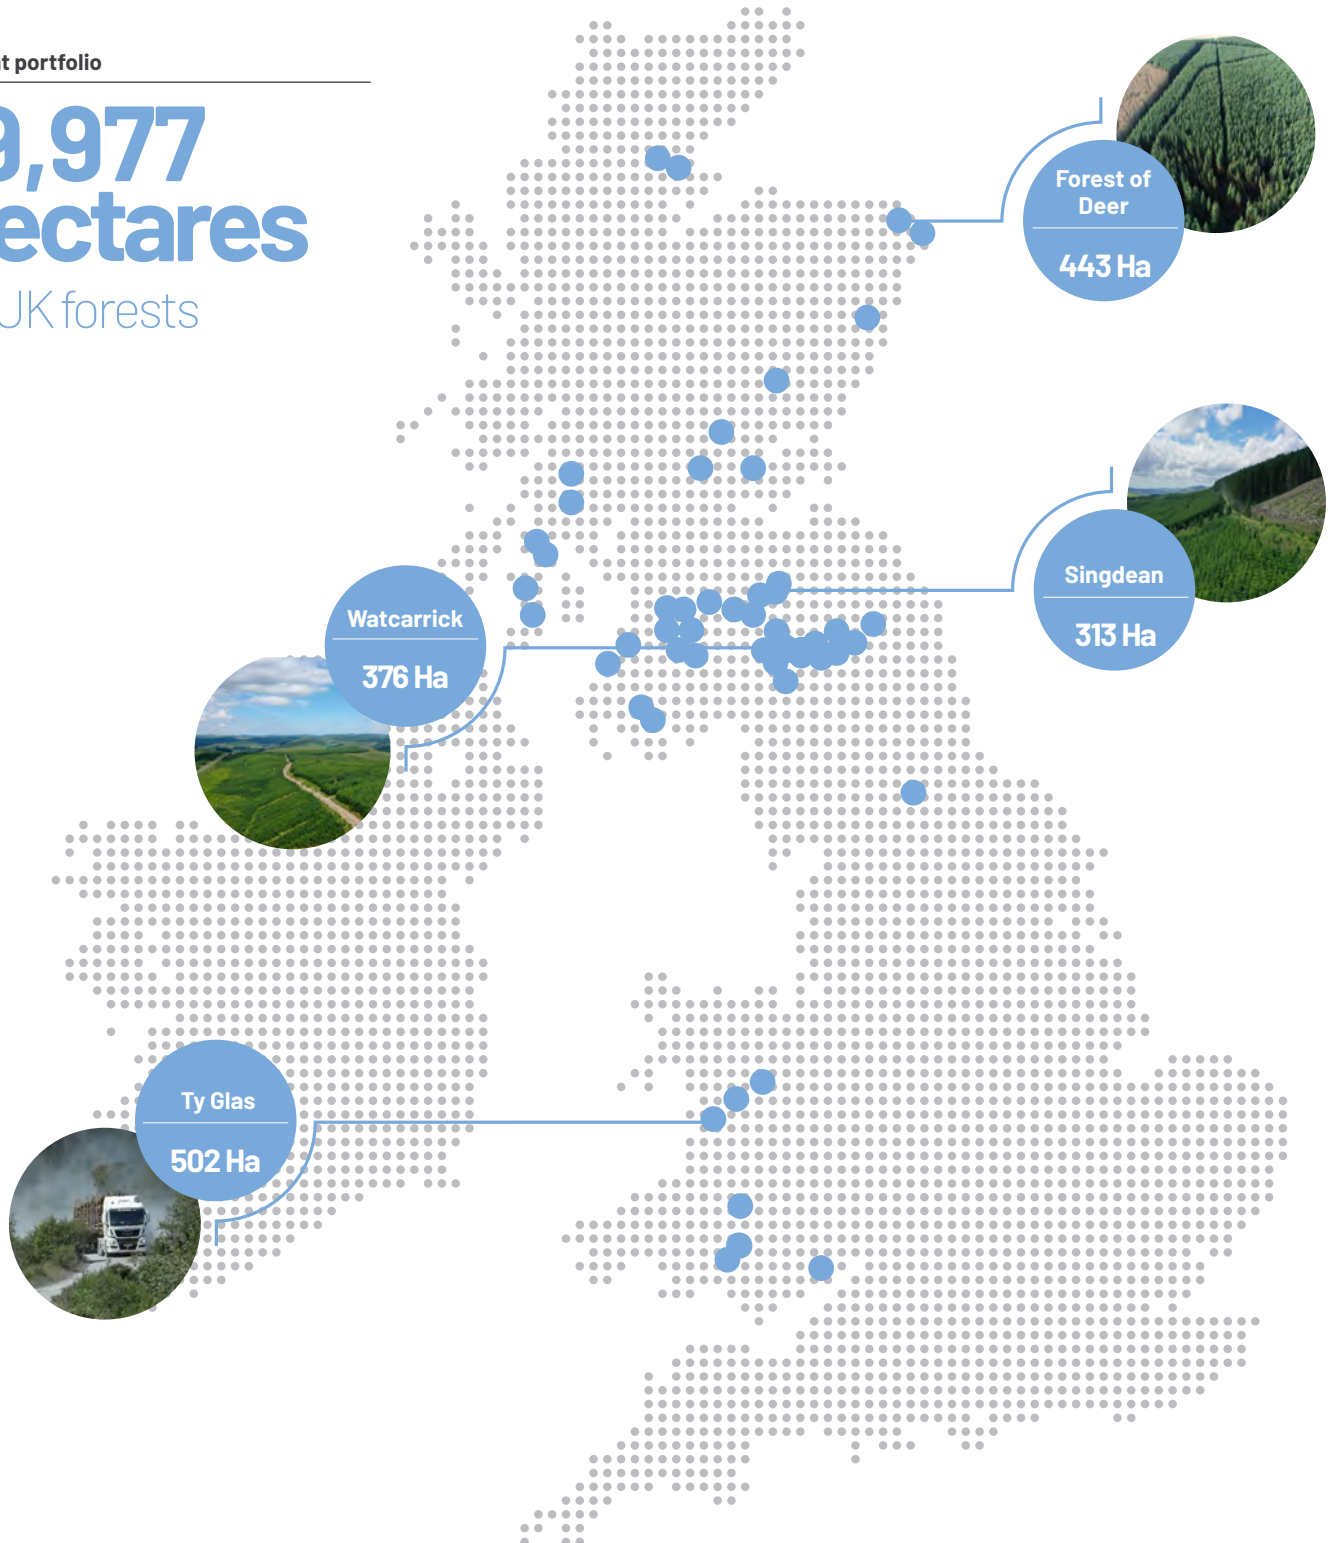 t portfolio
9,977
ectares
UK forests
Forest of
Deer
443 Ha
Singdean
313 Ha
Watcarrick
376 Ha
Ty Glas
502 Ha